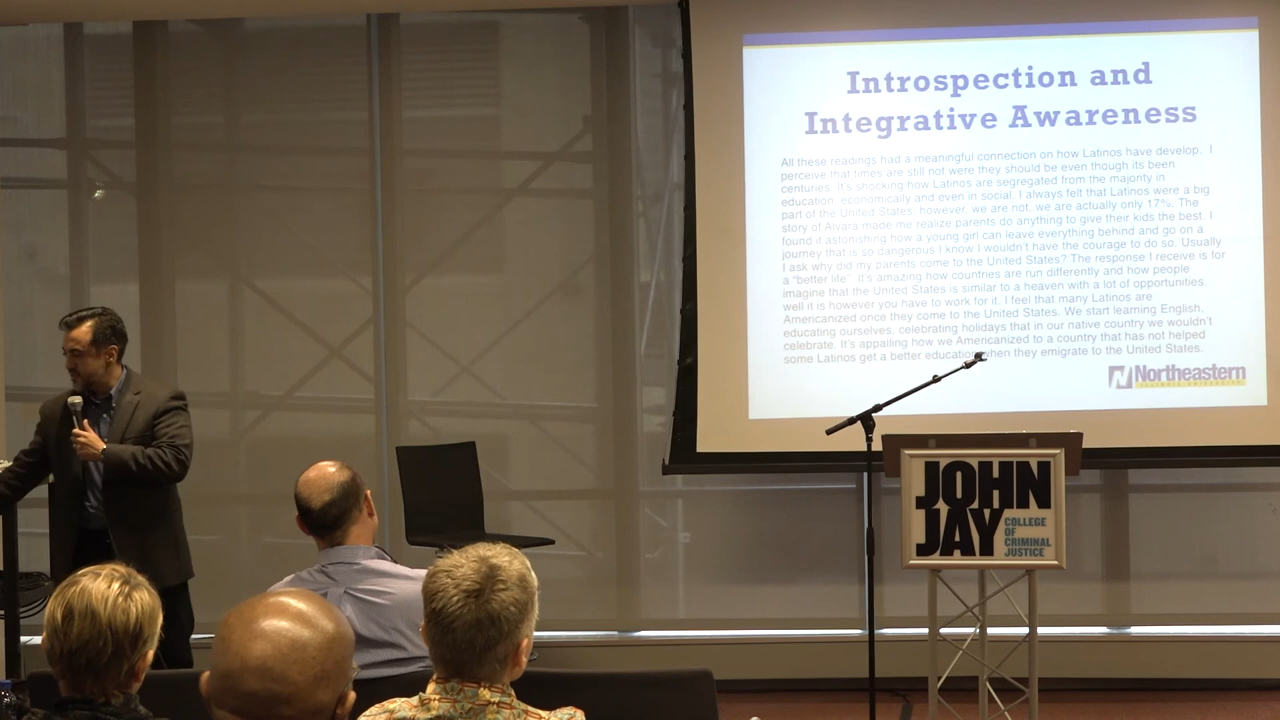 Introspection and
Integrative Awareness
All these readings had a meaningful connection on how Latinos have develop. I
perceive that times are still not were they should be even though its been
centuries. It's shocking how Latinos are segregated from the majority in
education, economically and even in social. I always felt that Latinos were a big
part of the United States; however, we are not, we are actually only 17%. The
story of Alvara made me realize parents do anything to give their kids the best. I
found it astonishing how a young girl can leave everything behind and go on a
journey that is so dangerous I know I wouldn't have the courage to do so. Usually
I ask why did my parents come to the United States? The response I receive is for
a "better life". It's amazing how countries are run differently and how people
imagine that the United States is similar to a heaven with a lot of opportunities,
well it is however you have to work for it. I feel that many Latinos are
Americanized once they come to the United States. We start learning English,
educating ourselves, celebrating holidays that in our native country we wouldn't
celebrate. It's appalling how we Americanized to a country that has not helped
some Latinos get a better education when they emigrate to the United States.
N Northeastern
ILLINOIS UNIVERSITY
JOHN
JAY
COLLEGE
OF
CRIMINAL
JUSTICE